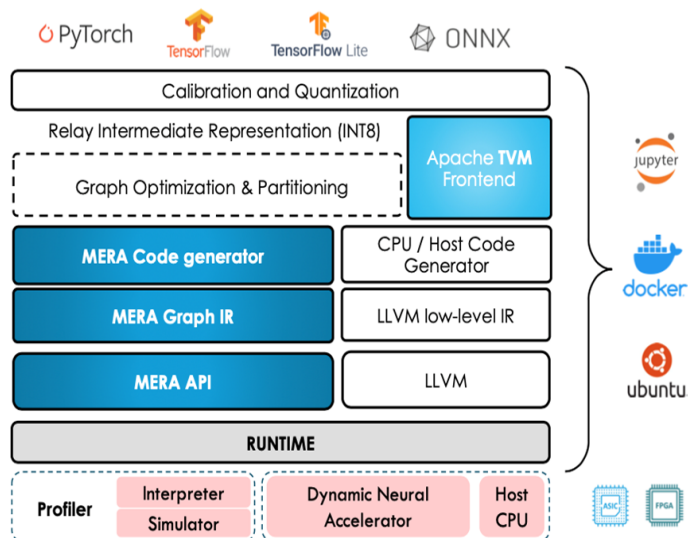 PyTorch
TensorFlow
TensorFlow Lite
ONNX
Calibration and Quantization
Relay Intermediate Representation (INT8)
Graph Optimization & Partitioning
Apache TVM
Frontend
MERA Code generator
CPU / Host Code
Generator
MERA Graph IR
LLVM low-level IR
MERA API
LLVM
RUNTIME
Profiler
Interpreter
Simulator
Dynamic Neural
Accelerator
Host
CPU
jupyter
docker
ubuntu
ASIC
FPGA